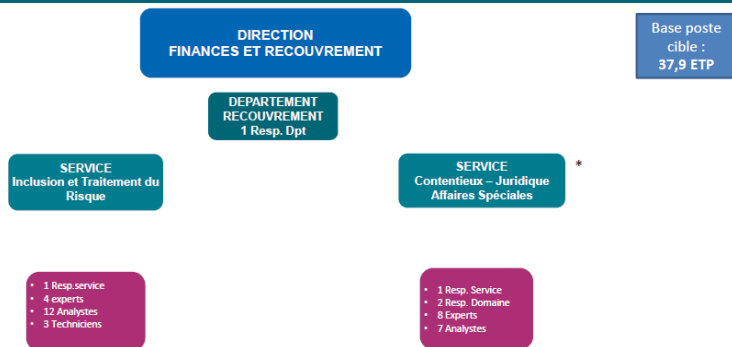 DIRECTION
FINANCES ET RECOUVREMENT
Base poste
cible :
37,9 ETP
DEPARTEMENT
RECOUVREMENT
1 Resp. Dpt
SERVICE
Inclusion et Traitement du
Risque
SERVICE
Contentieux – Juridique
Affaires Spéciales
*
• 1 Resp.service
• 4 experts
• 12 Analystes
• 3 Techniciens
• 1 Resp. Service
• 2 Resp. Domaine
• 8 Experts
• 7 Analystes